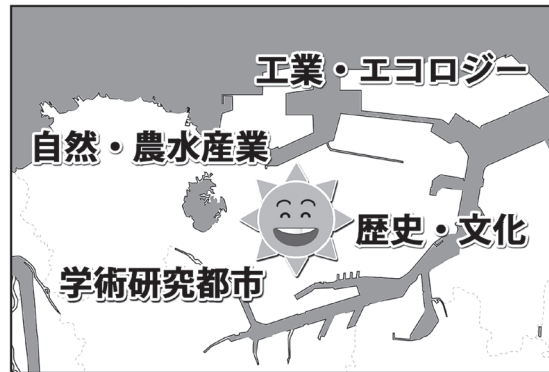 工業・エコロジー
自然・農水産業
歴史・文化
学術研究都市